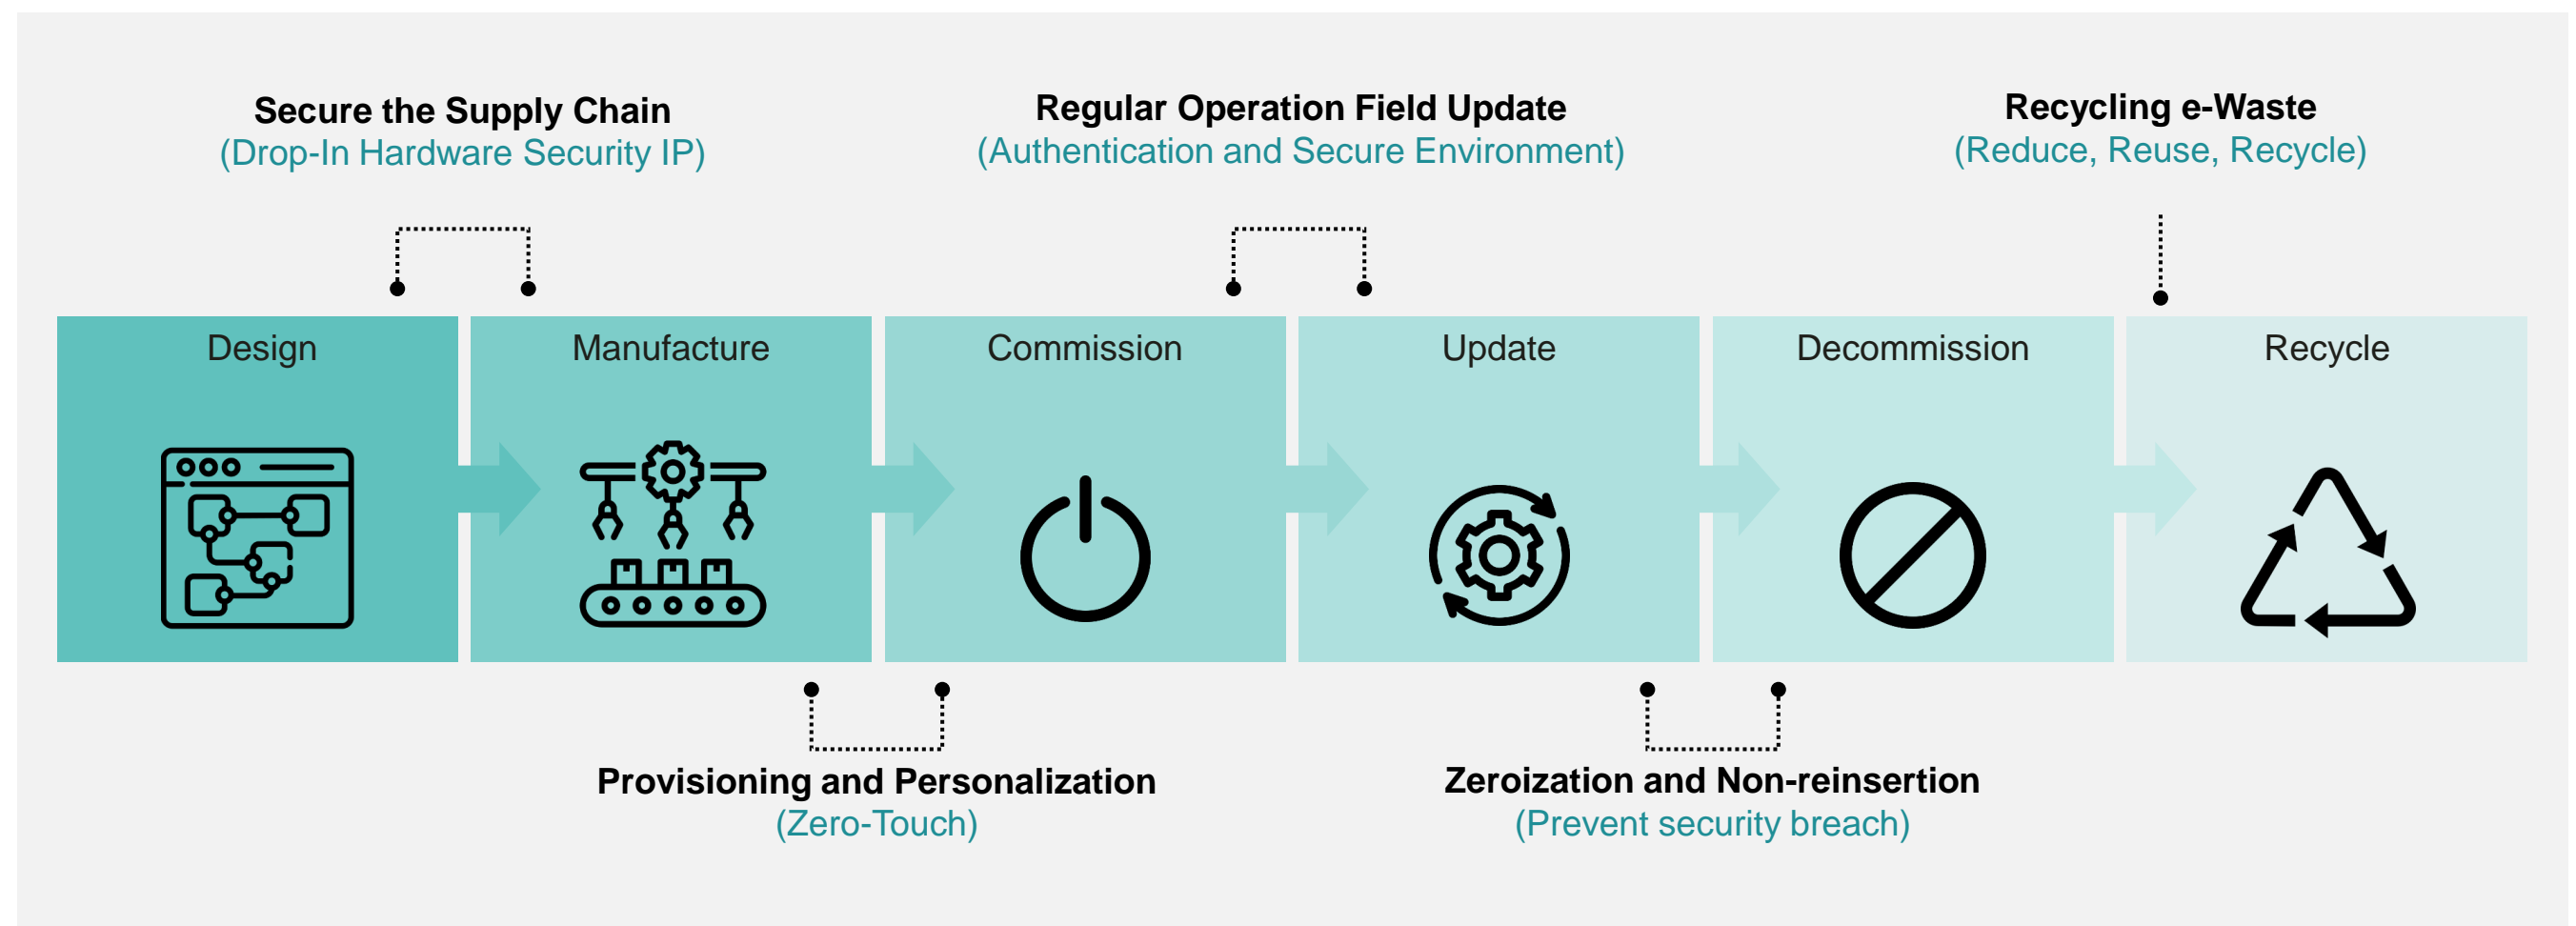 Secure the Supply Chain
(Drop-In Hardware Security IP)
Regular Operation Field Update
(Authentication and Secure Environment)
Recycling e-Waste
(Reduce, Reuse, Recycle)
Design
Manufacture
Commission
Update
Decommission
Recycle
Provisioning and Personalization
(Zero-Touch)
Zeroization and Non-reinsertion
(Prevent security breach)